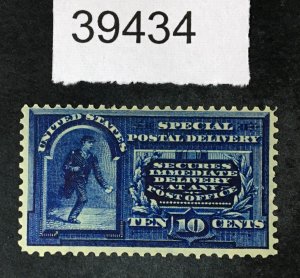 39434
UNITED STATES
SPECIAL
POSTAL DELIVERY
SECURES
IMMEDIATE
DELIVERY
AT ANY
POST OFFICE
TEN 10 CENTS